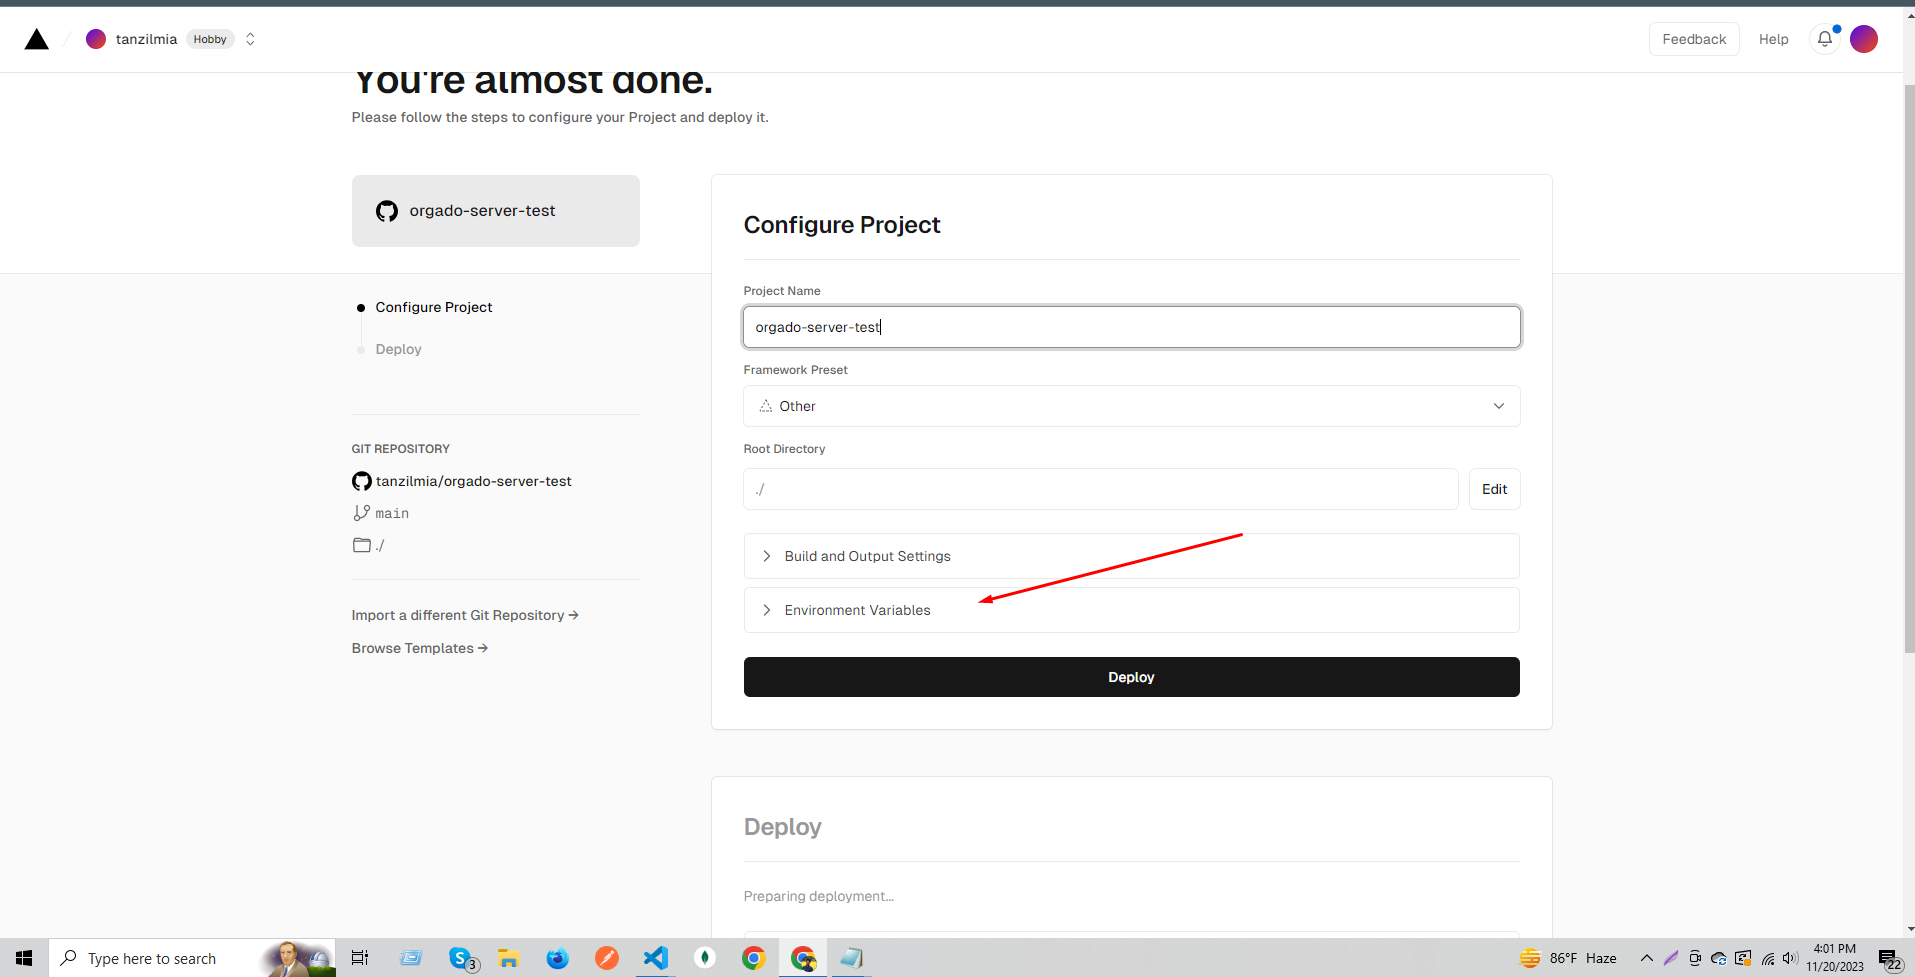 tanzilmia Hobby
Feedback Help
You're almost done.
Please follow the steps to configure your Project and deploy it.
orgado-server-test
Configure Project
Deploy
GIT REPOSITORY
tanzilmia/orgado-server-test
main
./
Import a different Git Repository →
Browse Templates →
Configure Project
Project Name
orgado-server-test
Framework Preset
Other
Root Directory
./ Edit
Build and Output Settings
Environment Variables
Deploy
Deploy
Preparing deployment...
Type here to search
3
86°F Haze
4:01 PM
11/20/2023
22